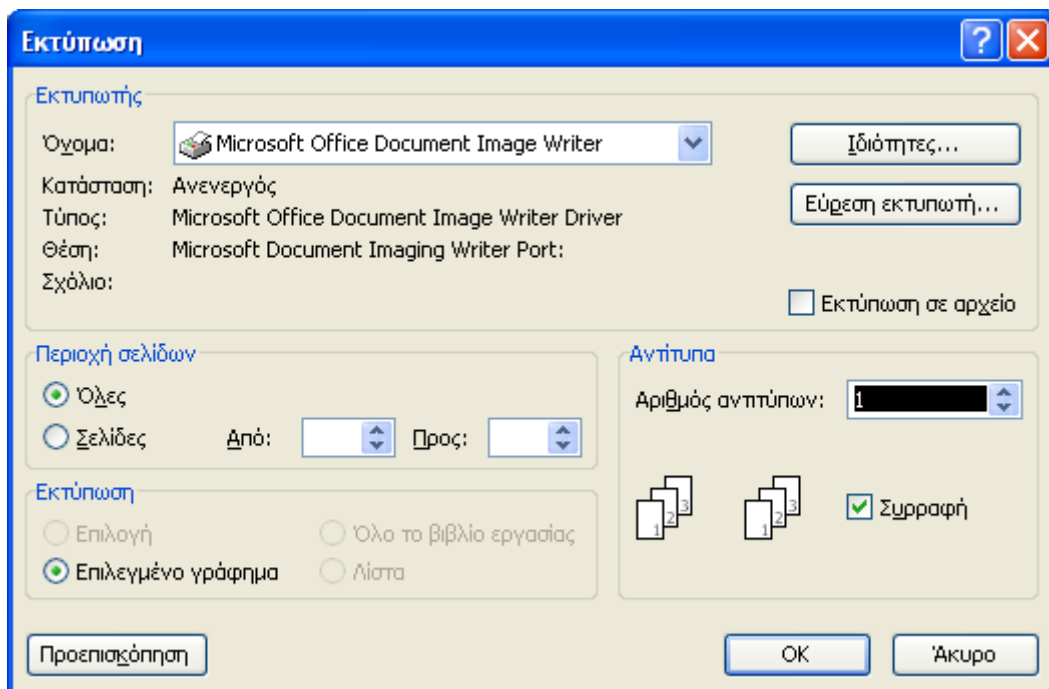 Εκτύπωση
Εκτυπωτής
Όνομα: Microsoft Office Document Image Writer Ιδιότητες...
Κατάσταση: Ανενεργός
Εύρεση εκτυπωτή...
Τύπος: Microsoft Office Document Image Writer Driver
Θέση: Microsoft Document Imaging Writer Port:
Σχόλιο:
Εκτύπωση σε αρχείο
Περιοχή σελίδων
Όλες
Σελίδες Από: Προς:
Εκτύπωση
Επιλογή Όλο το βιβλίο εργασίας
Επιλεγμένο γράφημα Λίστα
Αντίτυπα
Αριθμός αντιτύπων: 1
1 2 3 1 2 3 Συρραφή
Προεπισκόπηση OK Άκυρο